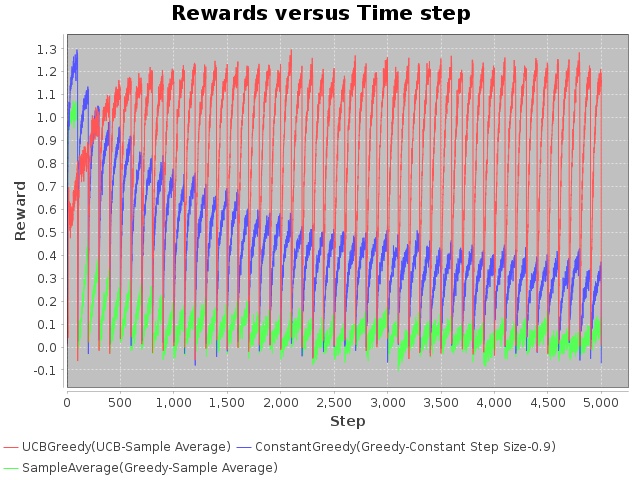 Rewards versus Time step
1.3
1.2
1.1
1.0
0.9
0.8
0.7
0.6
0.5
0.4
0.3
0.2
0.1
0.0
-0.1
Reward
0 500 1,000 1,500 2,000 2,500 3,000 3,500 4,000 4,500 5,000
Step
UCBGreedy(UCB-Sample Average) ConstantGreedy(Greedy-Constant Step Size-0.9)
SampleAverage(Greedy-Sample Average)